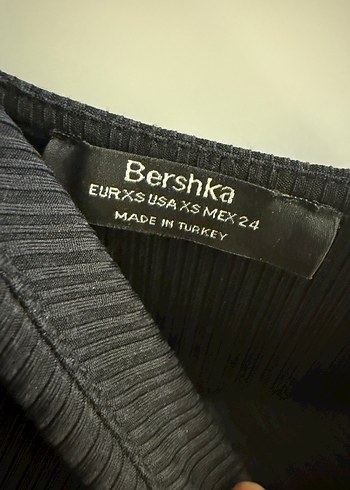 Bershka
EUR XS USA XS MEX 24
MADE IN TURKEY